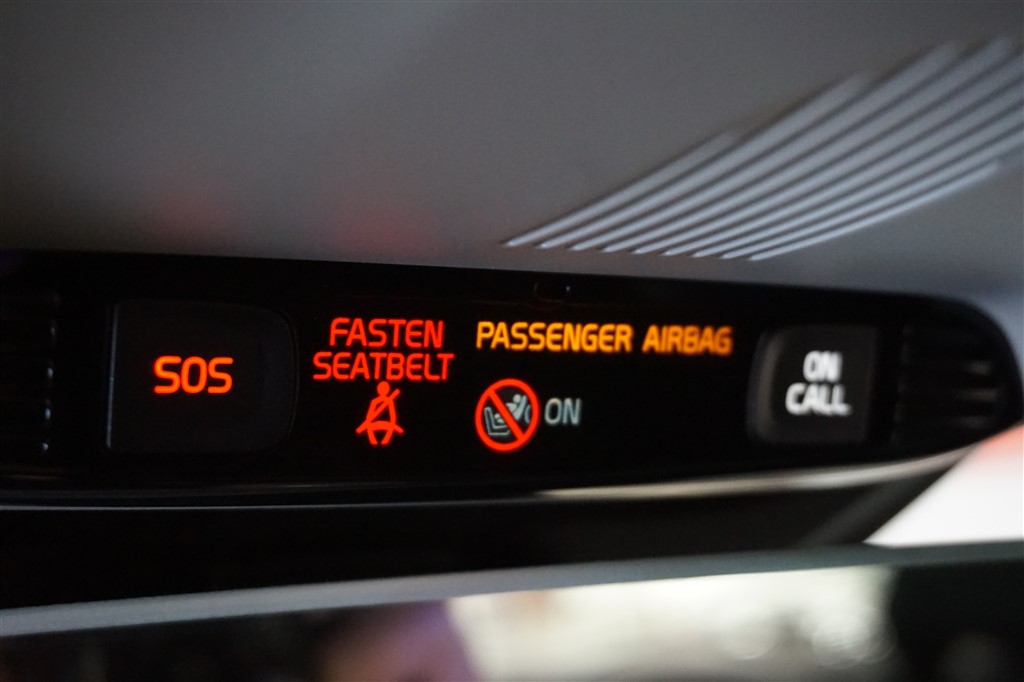 SOS
FASTEN
SEATBELT
PASSENGER AIRBAG
ON
ON
CALL